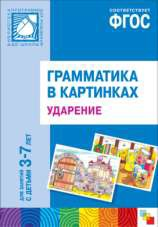 СООТВЕТСТВУЕТ
ФГОС
ГРАММАТИКА
В КАРТИНКАХ
УДАРЕНИЕ
ДЛЯ ЗАНЯТИЙ
С ДЕТЬМИ 3-7 ЛЕТ